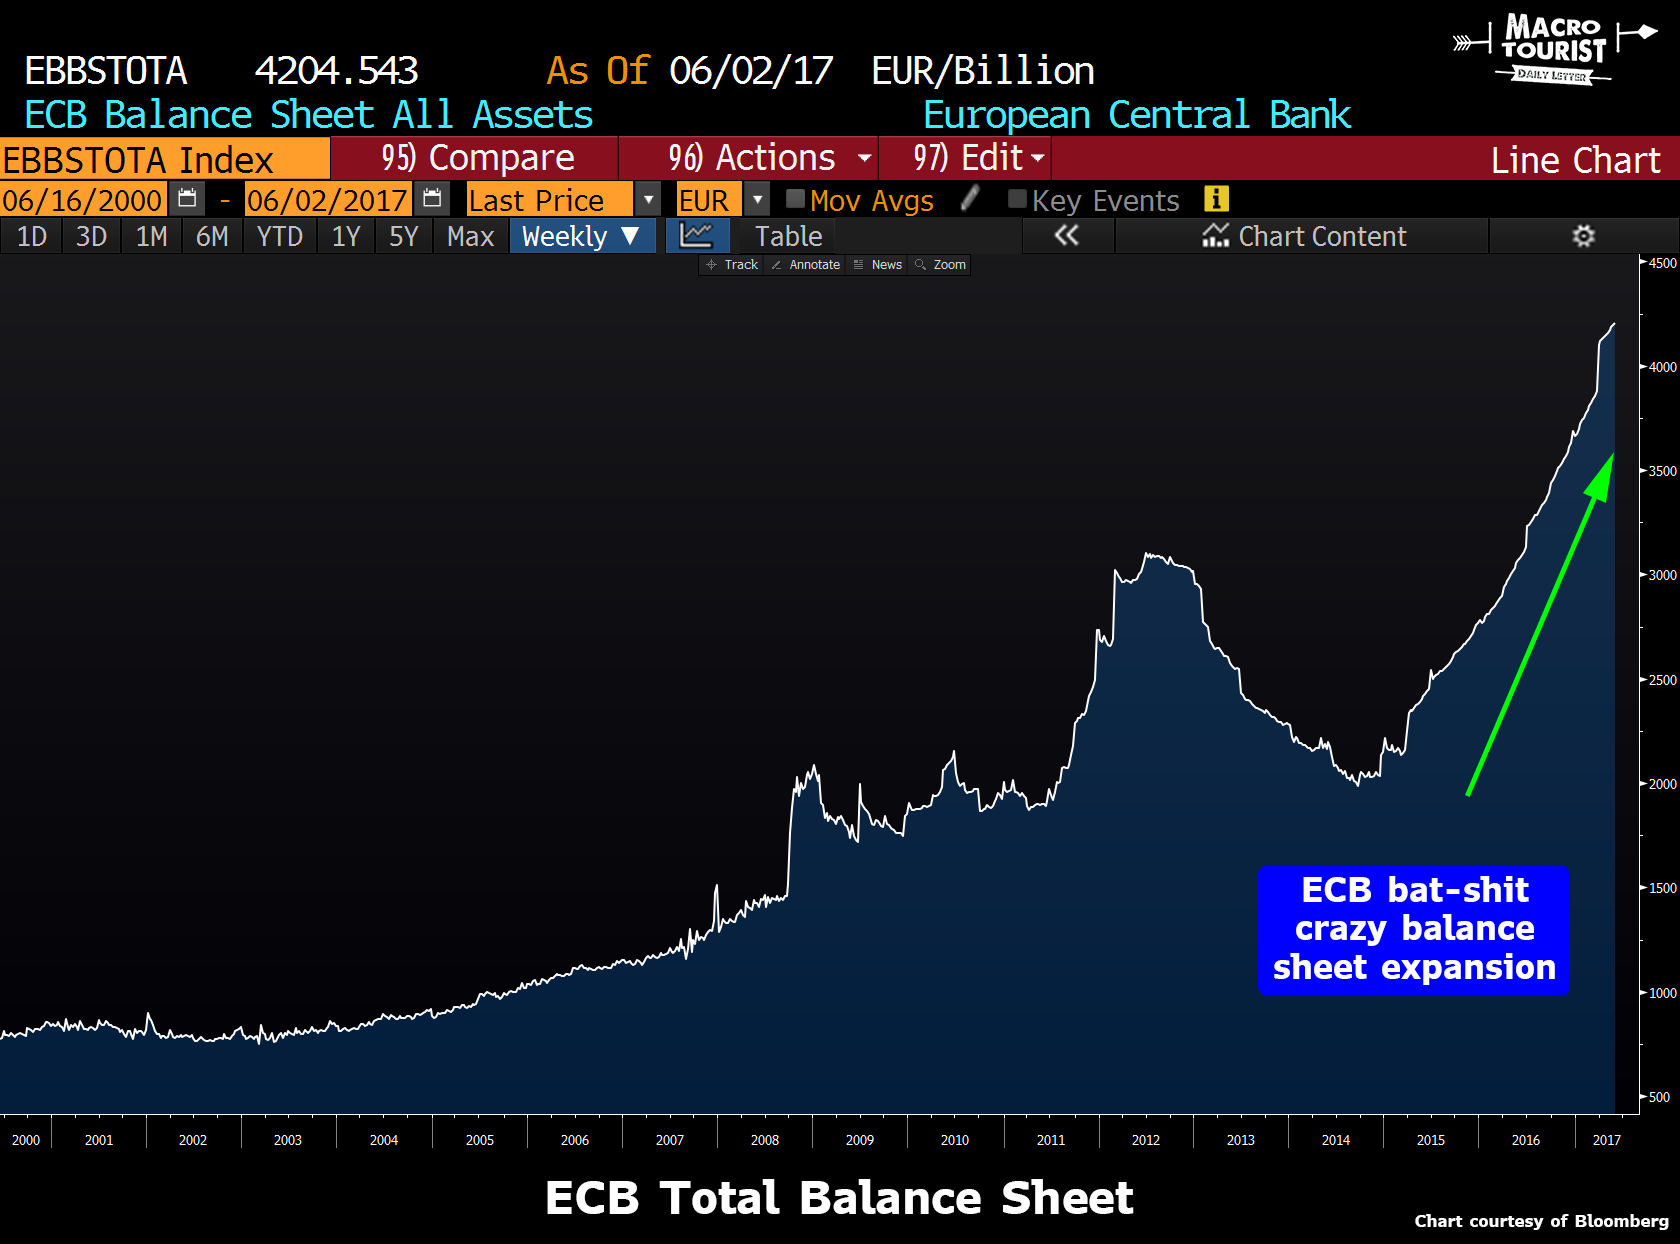 MACRO
TOURIST
DAILY LETTER
EBBSTOTA 4204.543 As Of 06/02/17 EUR/Billion
ECB Balance Sheet All Assets European Central Bank
EBBSTOTA Index 95) Compare 96) Actions 97) Edit Line Chart
06/16/2000 - 06/02/2017 Last Price EUR Mov Avgs Key Events i
1D 3D 1M 6M YTD 1Y 5Y Max Weekly ▼ Table « Chart Content
Track Annotate News Zoom
4500
4000
3500
3000
2500
2000
1500
1000
500
ECB bat-shit
crazy balance
sheet expansion
2000 2001 2002 2003 2004 2005 2006 2007 2008 2009 2010 2011 2012 2013 2014 2015 2016 2017
ECB Total Balance Sheet
Chart courtesy of Bloomberg